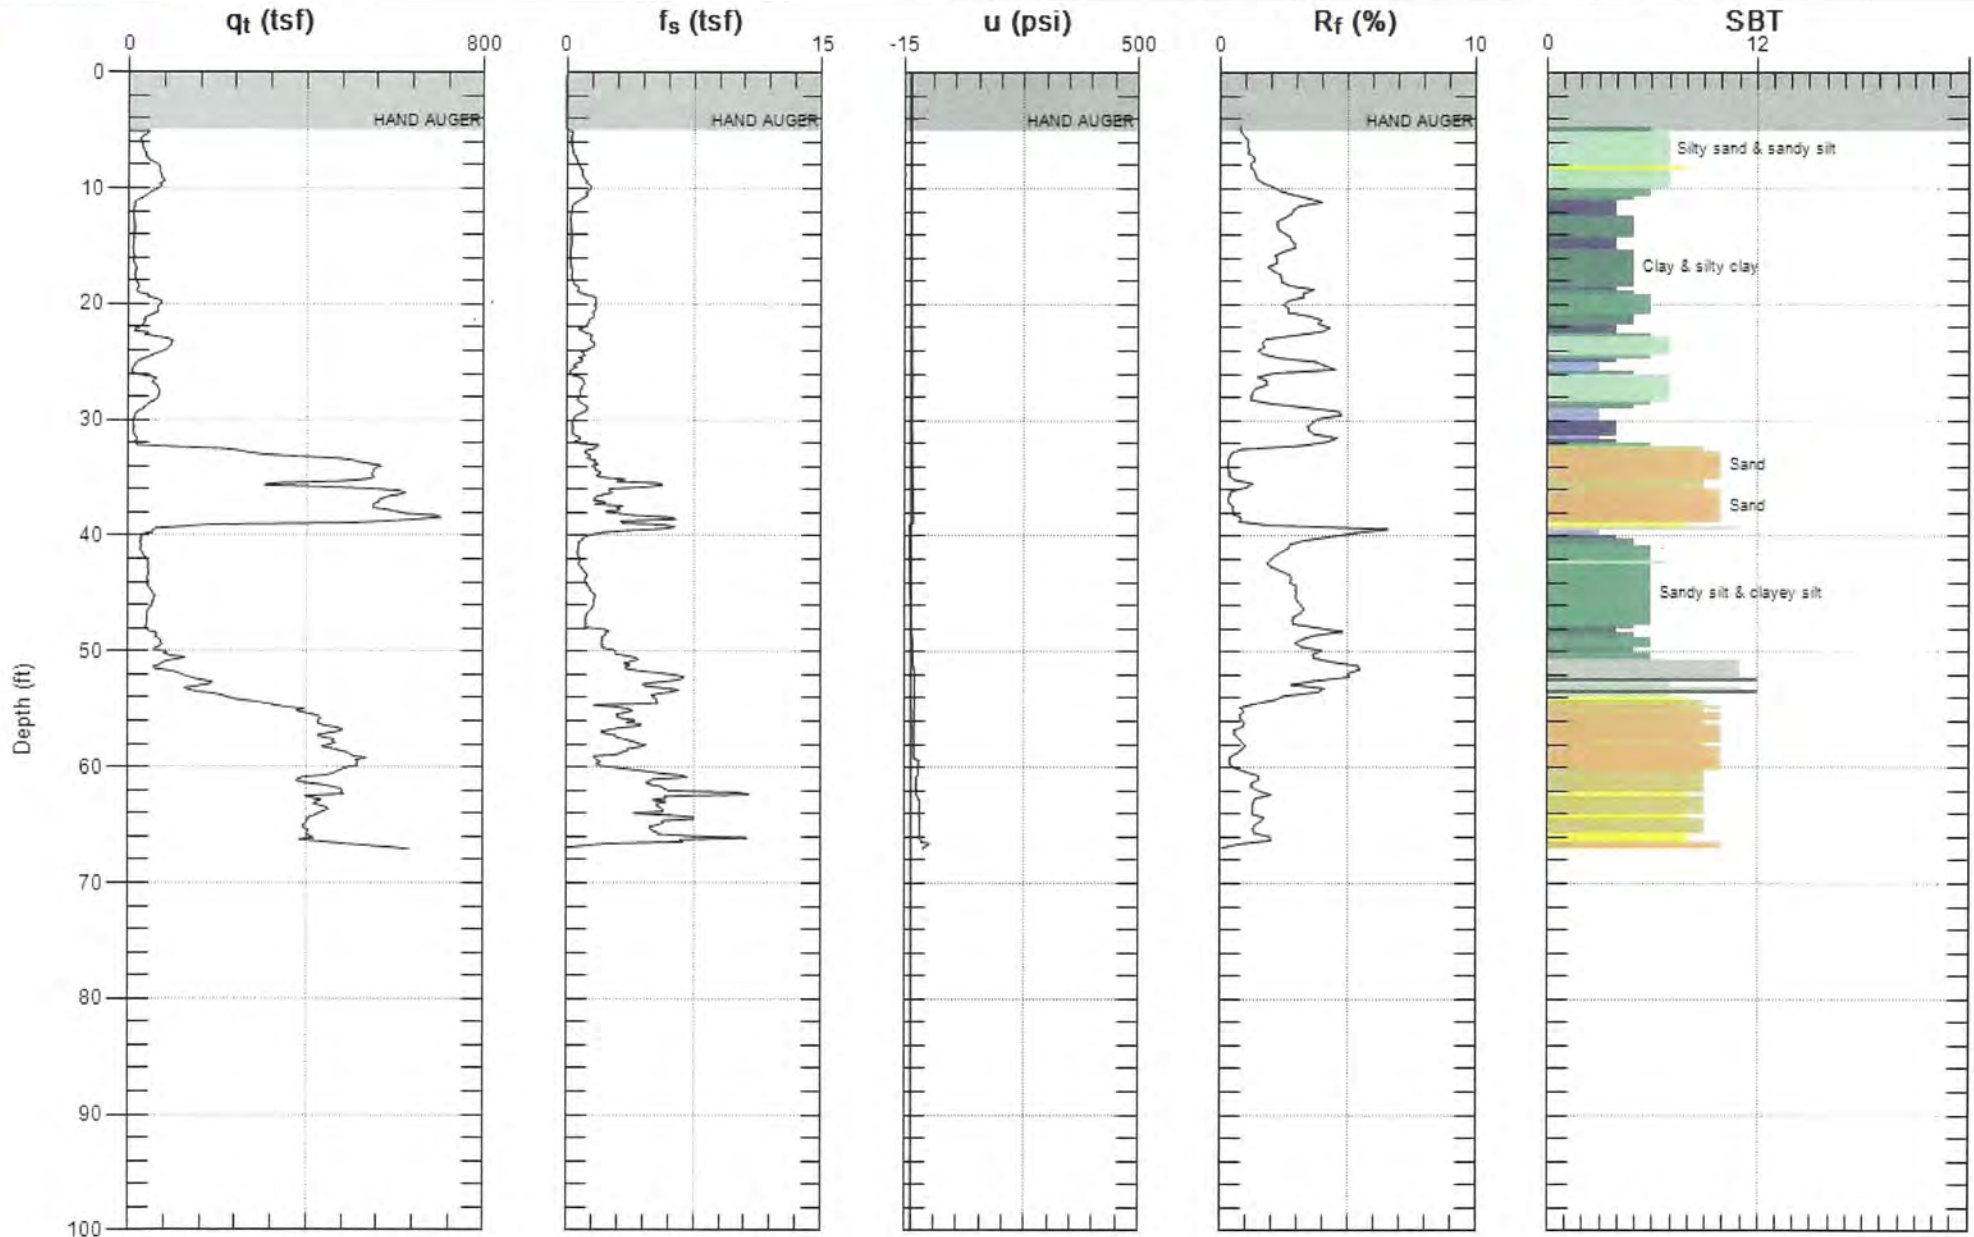 qt (tsf) fs (tsf) u (psi) Rf (%) SBT
0 800 0 15 -15 500 0 10 0 12
0
HAND AUGER HAND AUGER HAND AUGER HAND AUGER
Silty sand & sandy silt
10
Clay & silty clay
20
30
Sand
Sand
40
Sandy silt & clayey silt
50
Depth (ft)
60
70
80
90
100